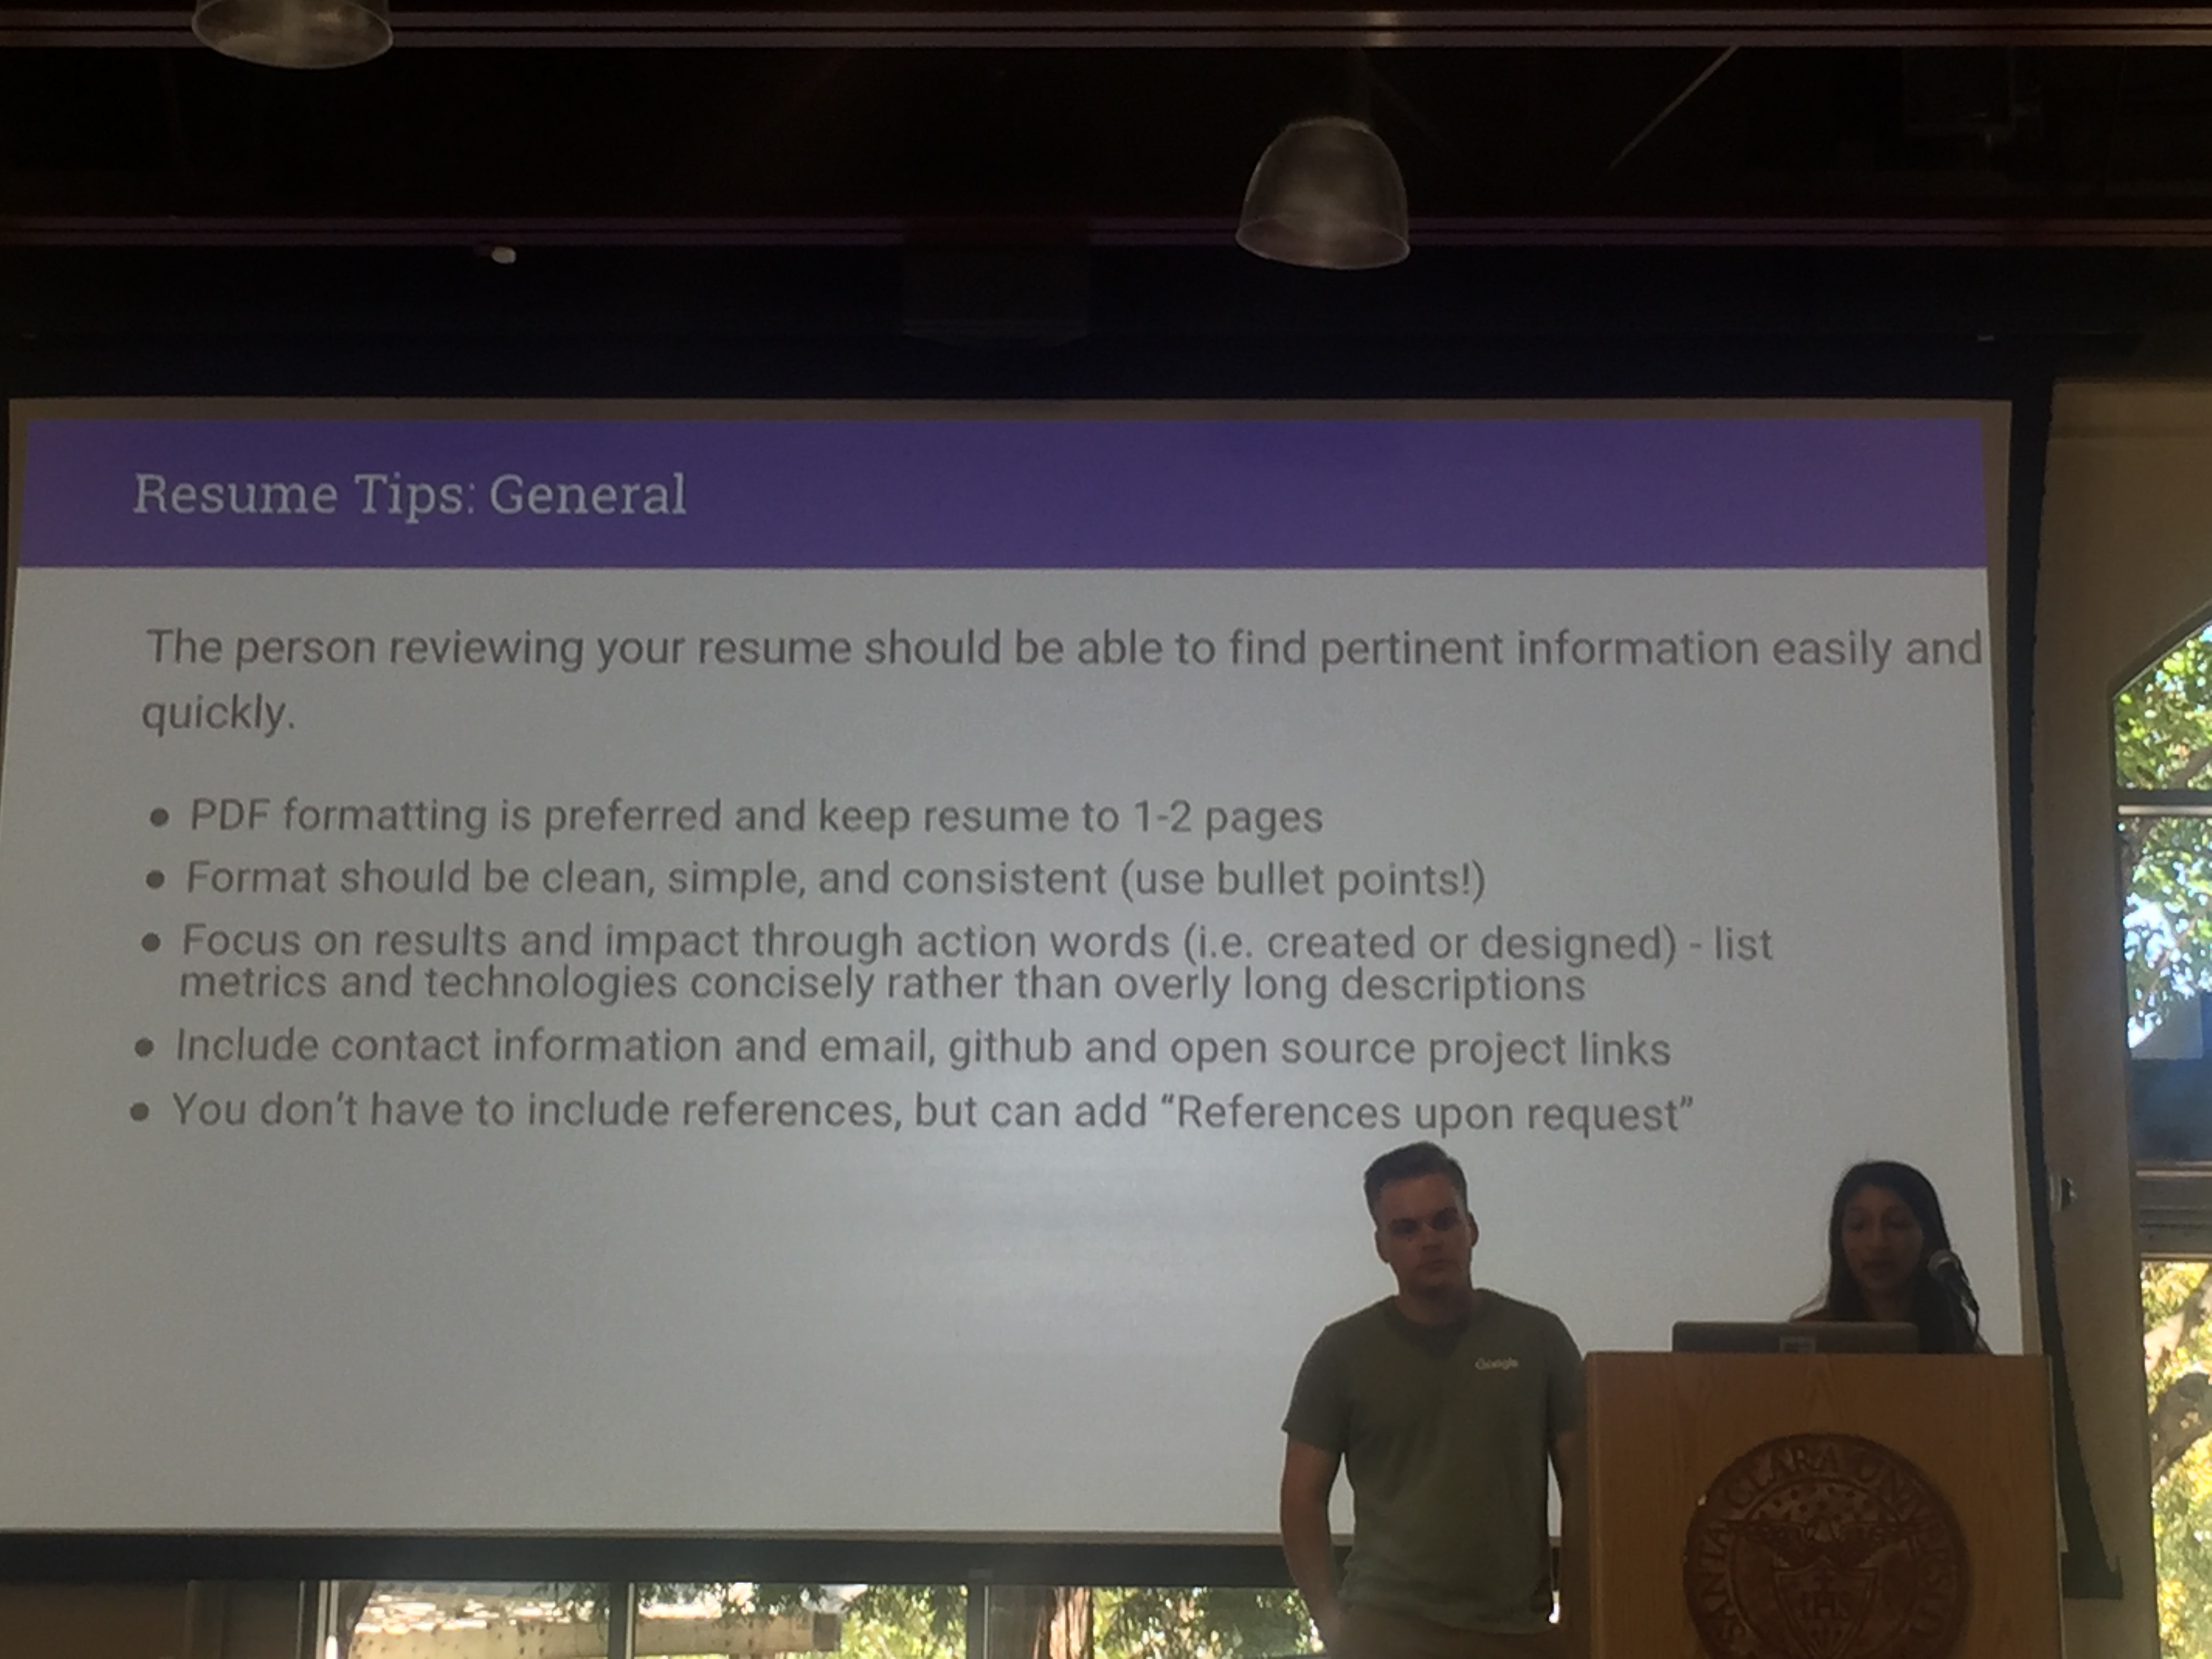 Resume Tips: General
The person reviewing your resume should be able to find pertinent information easily and
quickly.
● PDF formatting is preferred and keep resume to 1-2 pages
● Format should be clean, simple, and consistent (use bullet points!)
● Focus on results and impact through action words (i.e. created or designed) - list
metrics and technologies concisely rather than overly long descriptions
● Include contact information and email, github and open source project links
● You don't have to include references, but can add “References upon request”
Google
SANTA CLARA UNIVERSITY
IHS